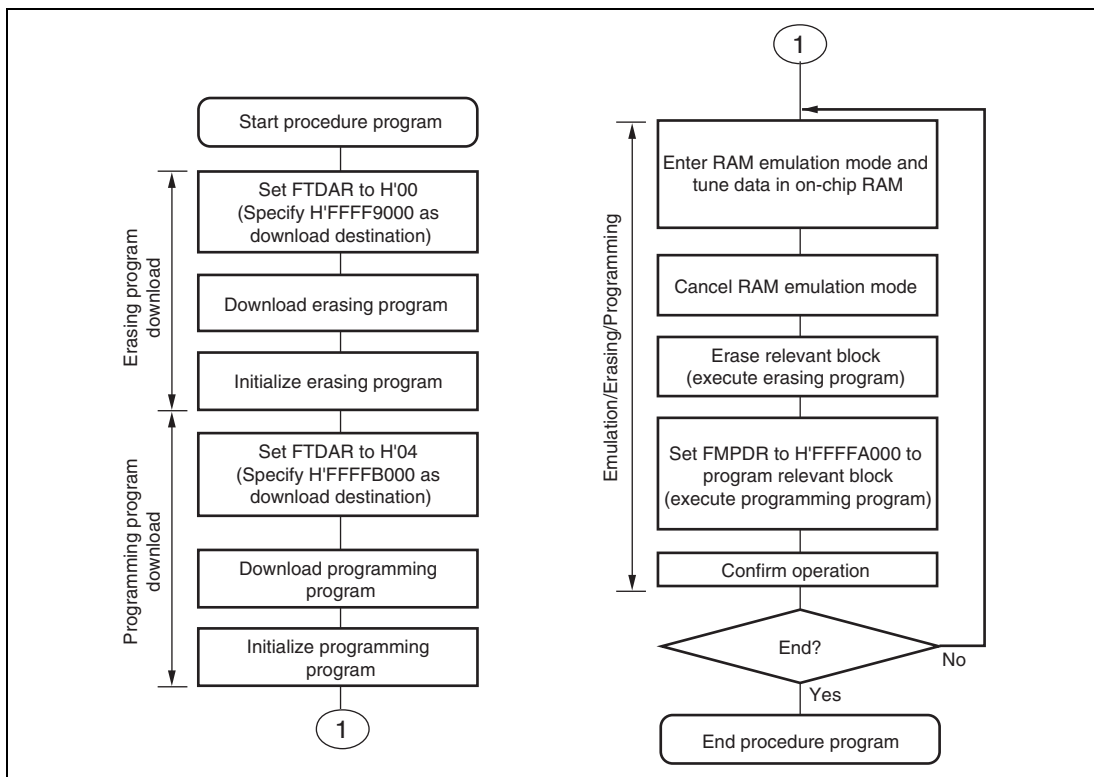 Start procedure program
Erasing program
download
Set FTDAR to H'00
(Specify H'FFFF9000 as
download destination)
Download erasing program
Initialize erasing program
Programming program
download
Set FTDAR to H'04
(Specify H'FFFFB000 as
download destination)
Download programming
program
Initialize programming
program
1
1
Emulation/Erasing/Programming
Enter RAM emulation mode and
tune data in on-chip RAM
Cancel RAM emulation mode
Erase relevant block
(execute erasing program)
Set FMPDR to H'FFFFA000 to
program relevant block
(execute programming program)
Confirm operation
End?
No
Yes
End procedure program